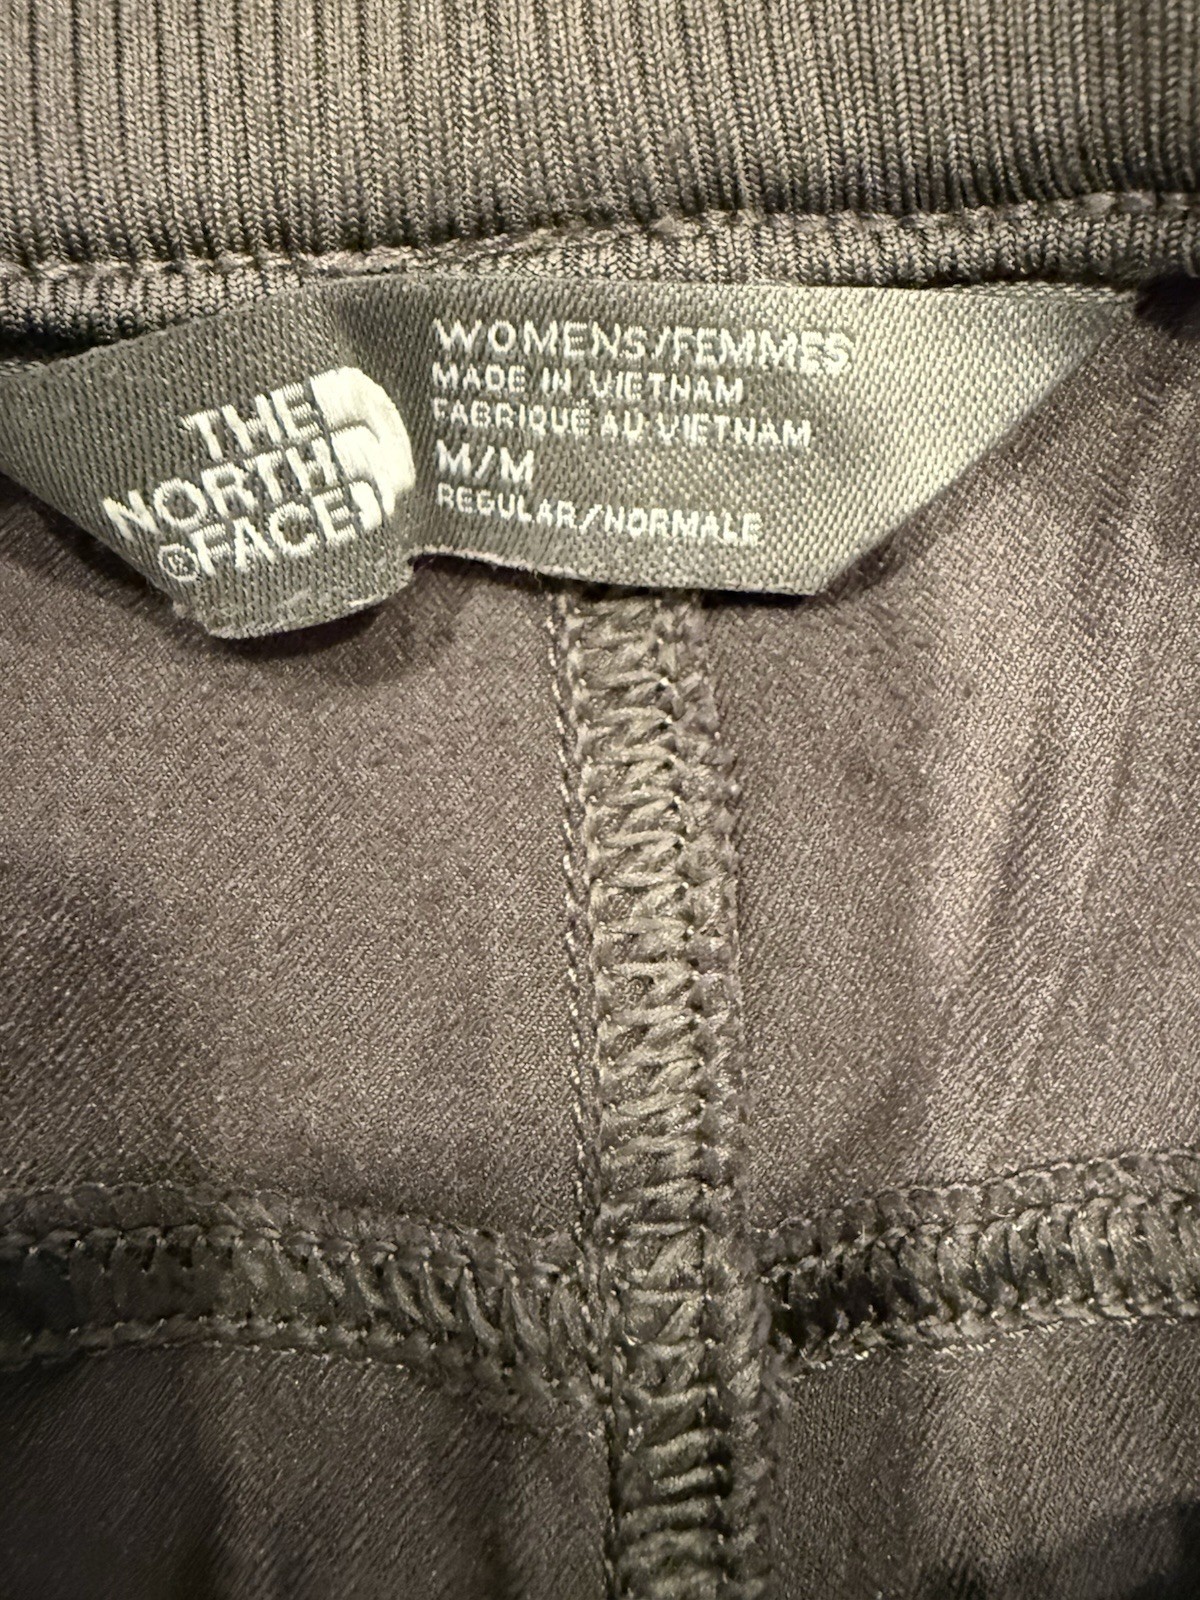 THE
NORTH
®FACE
WOMENS/FEMMES
MADE IN VIETNAM
FABRIQUÉ AU VIETNAM
M/M
REGULAR/NORMALE